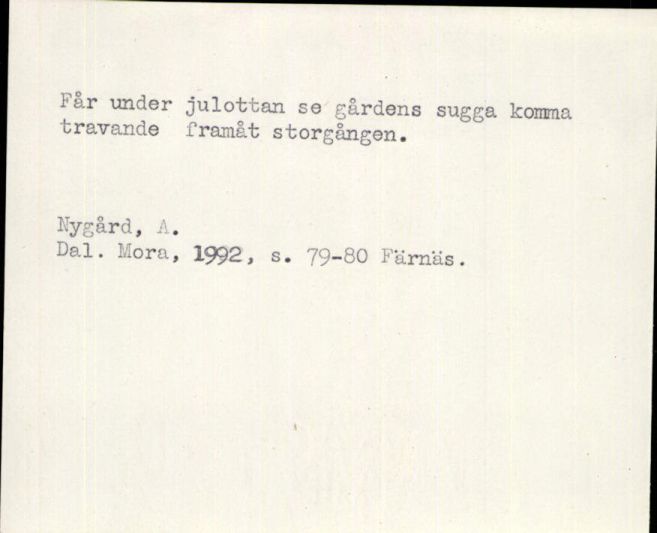 Får under julottan se gårdens sugga komma
travande framåt storgången.
Nygård, A.
Dal. Mora, 1992, s. 79-80 Färnäs.